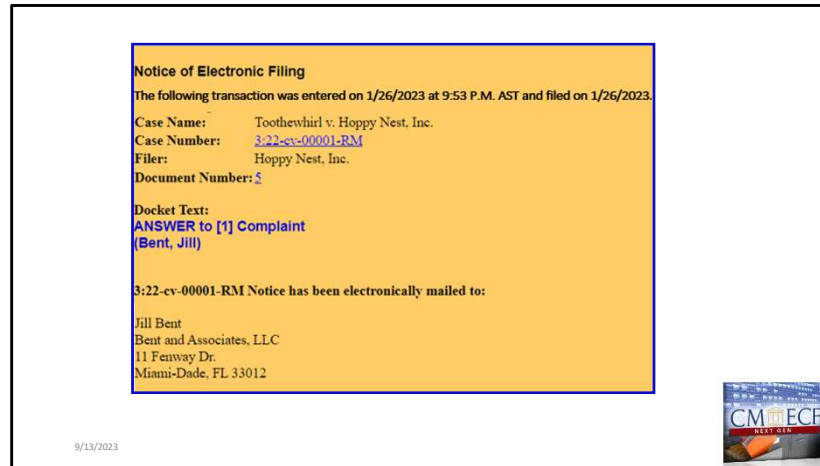 Notice of Electronic Filing
The following transaction was entered on 1/26/2023 at 9:53 P.M. AST and filed on 1/26/2023.
Case Name: Toothewhirl v. Hoppy Nest, Inc.
Case Number: 3:22-cv-00001-RM
Filer: Hoppy Nest, Inc.
Document Number: 5
Docket Text:
ANSWER to [1] Complaint
(Bent, Jill)
3:22-cv-00001-RM Notice has been electronically mailed to:
Jill Bent
Bent and Associates, LLC
11 Fenway Dr.
Miami-Dade, FL 33012
CM ECF
NEXT GEN
9/13/2023